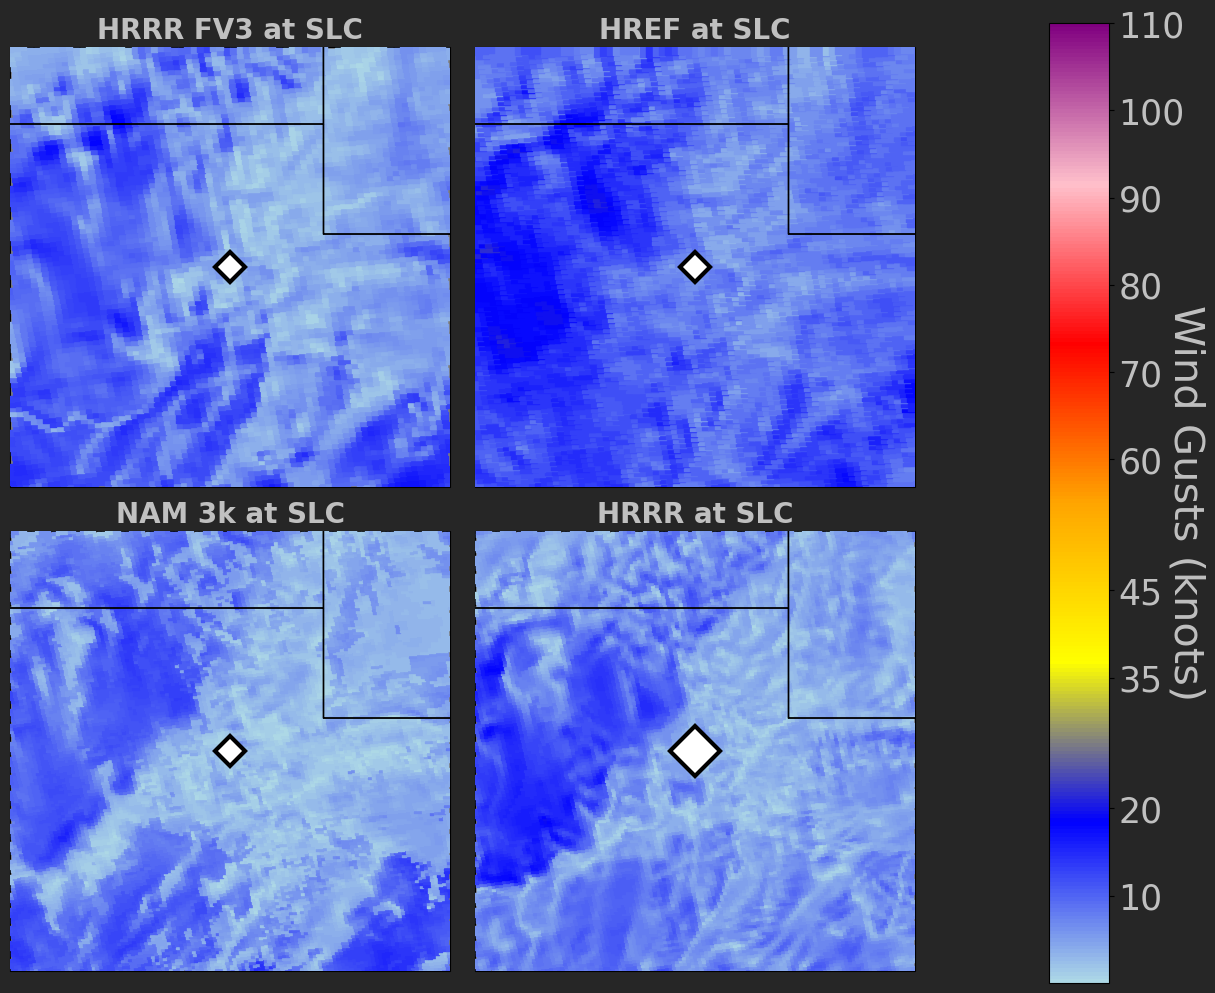 HRRR FV3 at SLC
HREF at SLC
NAM 3k at SLC
HRRR at SLC
110
100
90
80
70
60
45
35
20
10
Wind Gusts (knots)